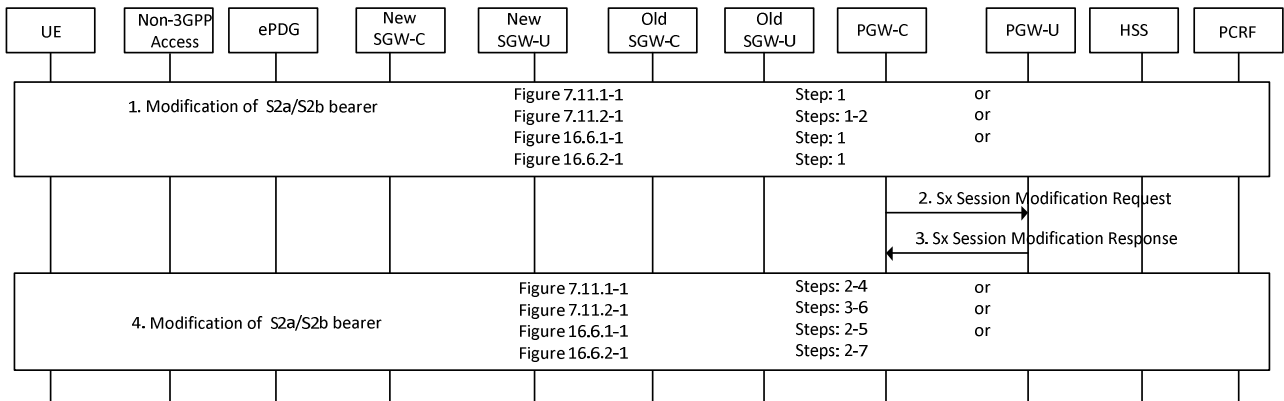 UE
Non-3GPP
Access
ePDG
New
SGW-C
New
SGW-U
Old
SGW-C
Old
SGW-U
PGW-C
PGW-U
HSS
PCRF
1. Modification of S2a/S2b bearer
Figure 7.11.1-1 Step: 1 or
Figure 7.11.2-1 Steps: 1-2 or
Figure 16.6.1-1 Step: 1 or
Figure 16.6.2-1 Step: 1
2. Sx Session Modification Request
3. Sx Session Modification Response
4. Modification of S2a/S2b bearer
Figure 7.11.1-1 Steps: 2-4 or
Figure 7.11.2-1 Steps: 3-6 or
Figure 16.6.1-1 Steps: 2-5 or
Figure 16.6.2-1 Steps: 2-7